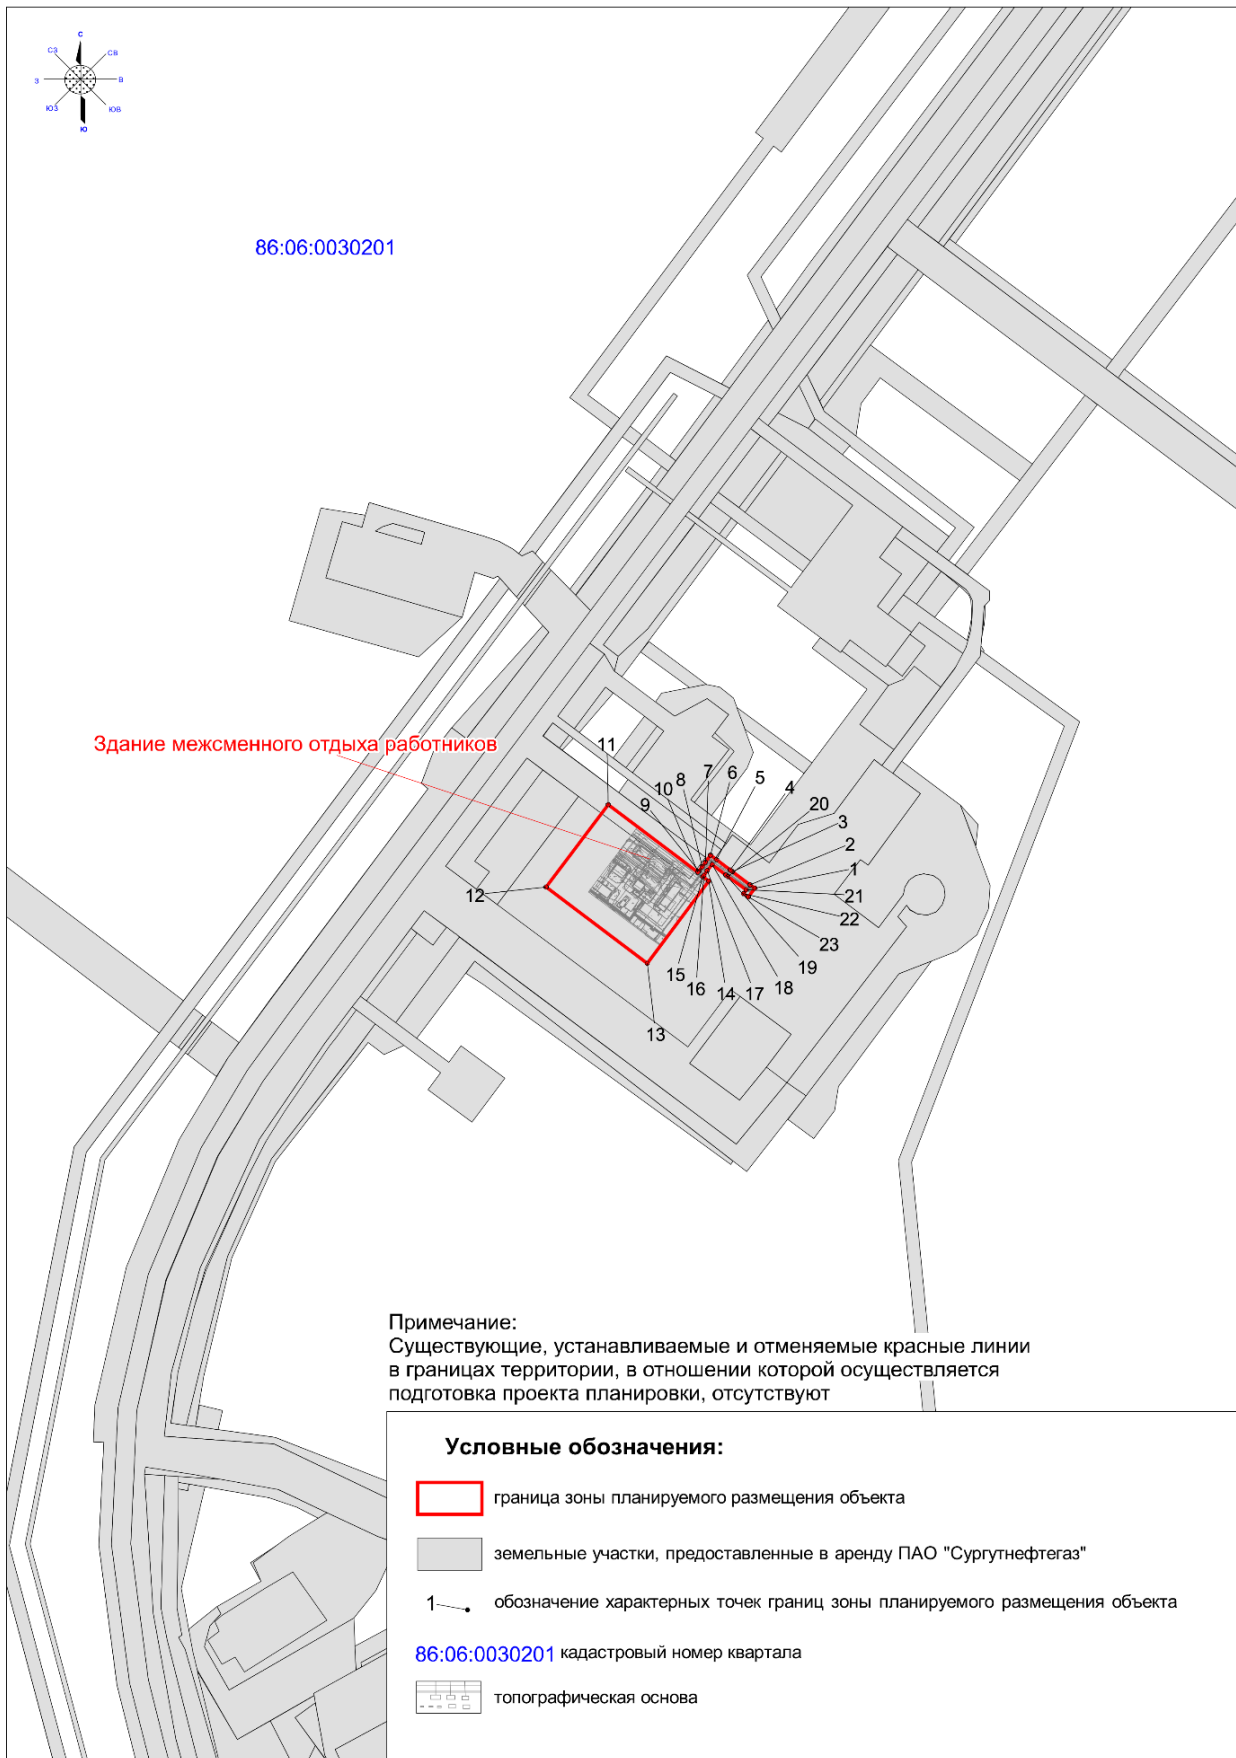 С
СЗ
СВ
З
В
ЮЗ
ЮВ
Ю
86:06:0030201
Здание межсменного отдыха работников
11
10
8
7
6
5
4
20
9
3
2
1
12
21
22
23
15
19
16
14
17
18
13
Примечание:
Существующие, устанавливаемые и отменяемые красные линии
в границах территории, в отношении которой осуществляется
подготовка проекта планировки, отсутствуют
Условные обозначения:
граница зоны планируемого размещения объекта
земельные участки, предоставленные в аренду ПАО "Сургутнефтегаз"
1 обозначение характерных точек границ зоны планируемого размещения объекта
86:06:0030201 кадастровый номер квартала
топографическая основа